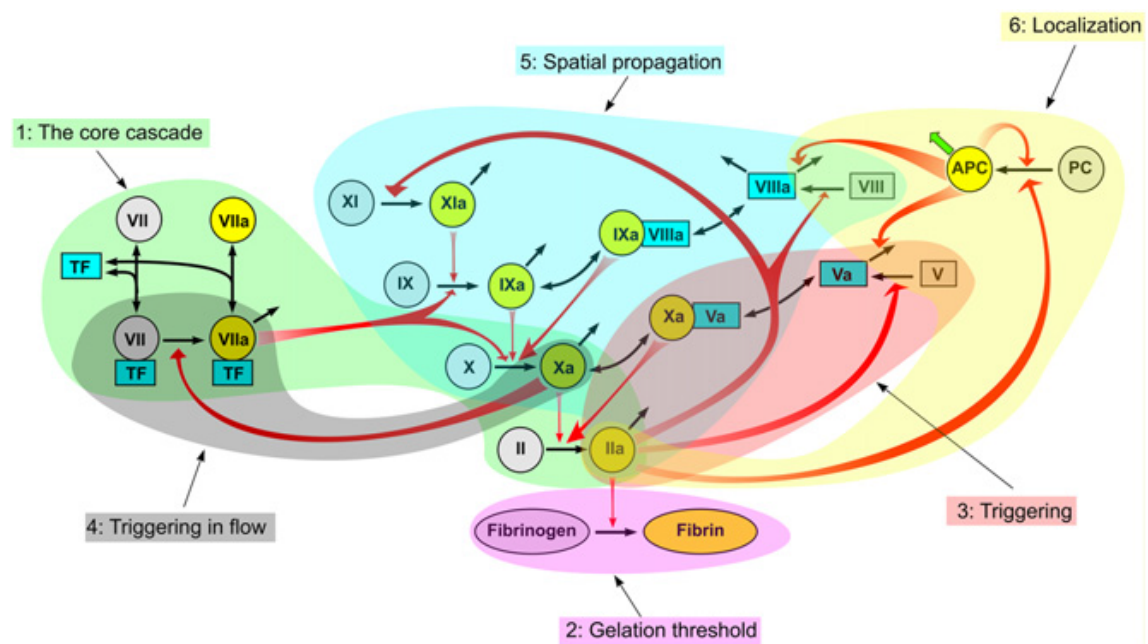 6: Localization
5: Spatial propagation
1: The core cascade
APC
PC
VIIIa
VIII
XI
XIa
VII
VIIa
IXa
VIIIa
TF
IX
IXa
Va
V
Xa
Va
VII
VIIa
TF
TF
X
Xa
II
IIa
4: Triggering in flow
3: Triggering
Fibrinogen
Fibrin
2: Gelation threshold